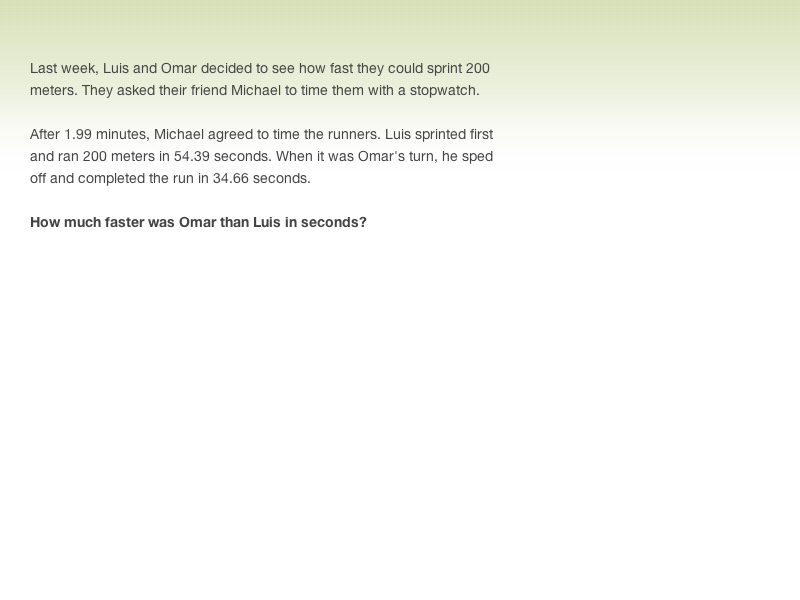 Last week, Luis and Omar decided to see how fast they could sprint 200
meters. They asked their friend Michael to time them with a stopwatch.
After 1.99 minutes, Michael agreed to time the runners. Luis sprinted first
and ran 200 meters in 54.39 seconds. When it was Omar's turn, he sped
off and completed the run in 34.66 seconds.
How much faster was Omar than Luis in seconds?